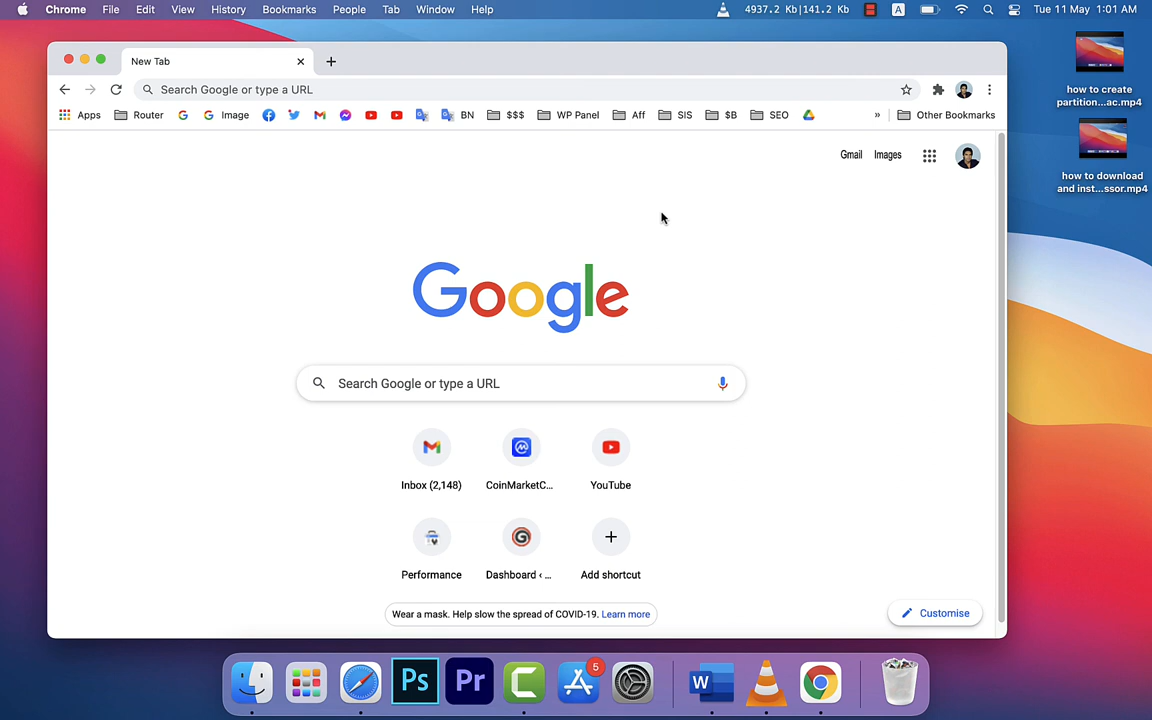 Chrome File Edit View History Bookmarks People Tab Window Help 4937.2 Kb|141.2 Kb A Tue 11 May 1:01 AM
New Tab
Search Google or type a URL
Apps Router Image BN $$$ WP Panel Aff SIS $B SEO » Other Bookmarks
how to create
partition...ac.mp4
how to download
and inst...ssor.mp4
Gmail Images
Google
Search Google or type a URL
Inbox (2,148) CoinMarketC... YouTube
Performance Dashboard ‹ ... Add shortcut
Wear a mask. Help slow the spread of COVID-19. Learn more
Customise
Ps Pr C 5 W